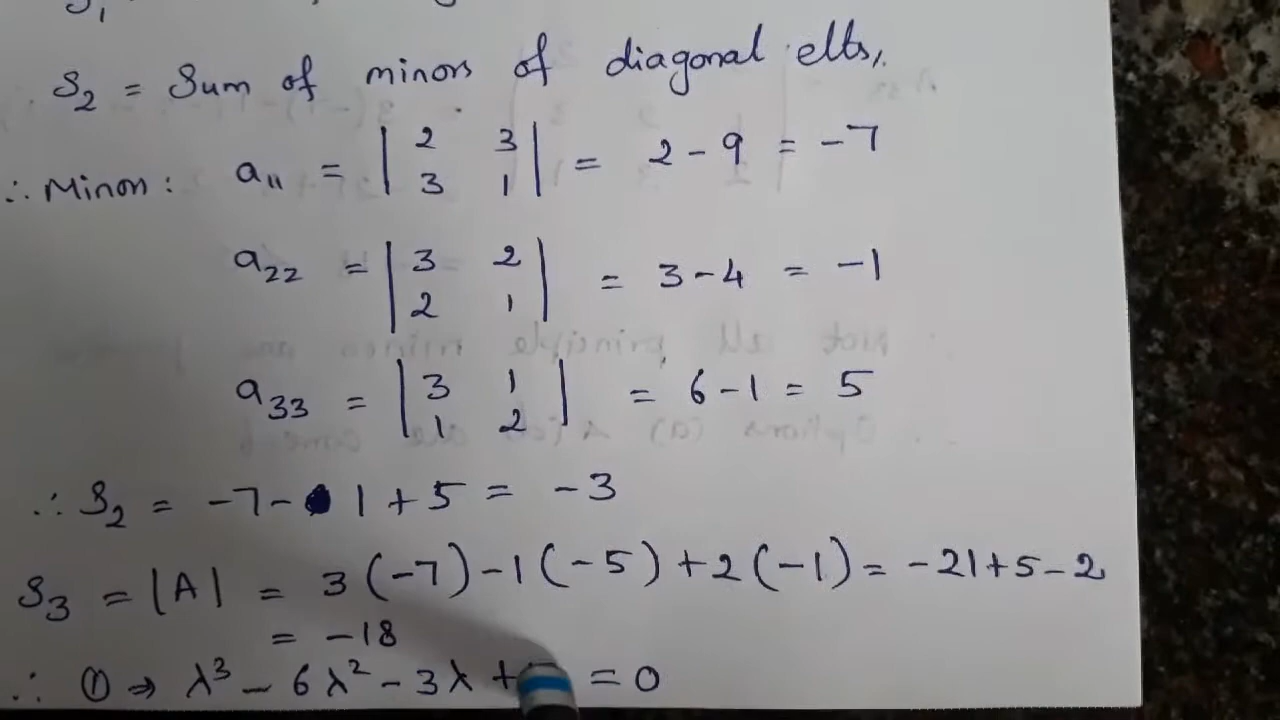 S₁
S₂ = Sum of minors of diagonal elts,.
∴ Minor: a₁₁ = | 2 3 ; 3 1 | = 2 - 9 = -7
a₂₂ = | 3 2 ; 2 1 | = 3 - 4 = -1
a₃₃ = | 3 1 ; 1 2 | = 6 - 1 = 5
∴ S₂ = -7 - 1 + 5 = -3
S₃ = |A| = 3(-7) -1(-5) +2(-1) = -21+5-2
= -18
∴ ① ⇒ λ³ - 6λ² - 3λ + = 0